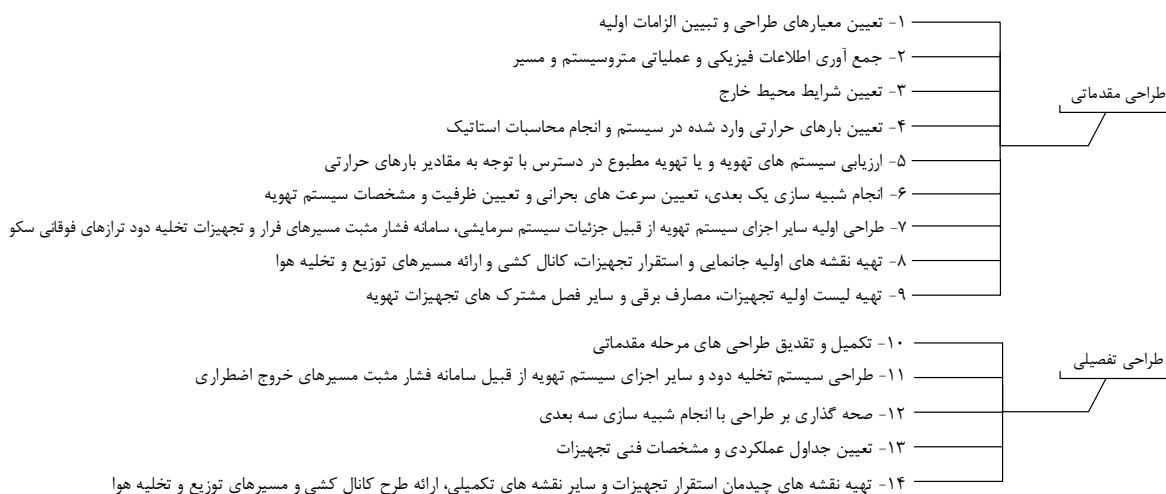 طراحی مقدماتی
۱- تعیین معیارهای طراحی و تبیین الزامات اولیه
۲- جمع آوری اطلاعات فیزیکی و عملیاتی متروسیستم و مسیر
۳- تعیین شرایط محیط خارج
۴- تعیین بارهای حرارتی وارد شده در سیستم و انجام محاسبات استاتیک
۵- ارزیابی سیستم های تهویه و یا تهویه مطبوع در دسترس با توجه به مقادیر بارهای حرارتی
۶- انجام شبیه سازی یک بعدی، تعیین سرعت های بحرانی و تعیین ظرفیت و مشخصات سیستم تهویه
۷- طراحی اولیه سایر اجزای سیستم تهویه از قبیل جزئیات سیستم سرمایشی، سامانه فشار مثبت مسیرهای فرار و تجهیزات تخلیه دود ترازهای فوقانی سکو
۸- تهیه نقشه های اولیه جانمایی و استقرار تجهیزات، کانال کشی و ارائه مسیرهای توزیع و تخلیه هوا
۹- تهیه لیست اولیه تجهیزات، مصارف برقی و سایر فصل مشترک های تجهیزات تهویه
طراحی تفصیلی
۱۰- تکمیل و تقدیق طراحی های مرحله مقدماتی
۱۱- طراحی سیستم تخلیه دود و سایر اجزای سیستم تهویه از قبیل سامانه فشار مثبت مسیرهای خروج اضطراری
۱۲- صحه گذاری بر طراحی با انجام شبیه سازی سه بعدی
۱۳- تعیین جداول عملکردی و مشخصات فنی تجهیزات
۱۴- تهیه نقشه های چیدمان استقرار تجهیزات و سایر نقشه های تکمیلی، ارائه طرح کانال کشی و مسیرهای توزیع و تخلیه هوا